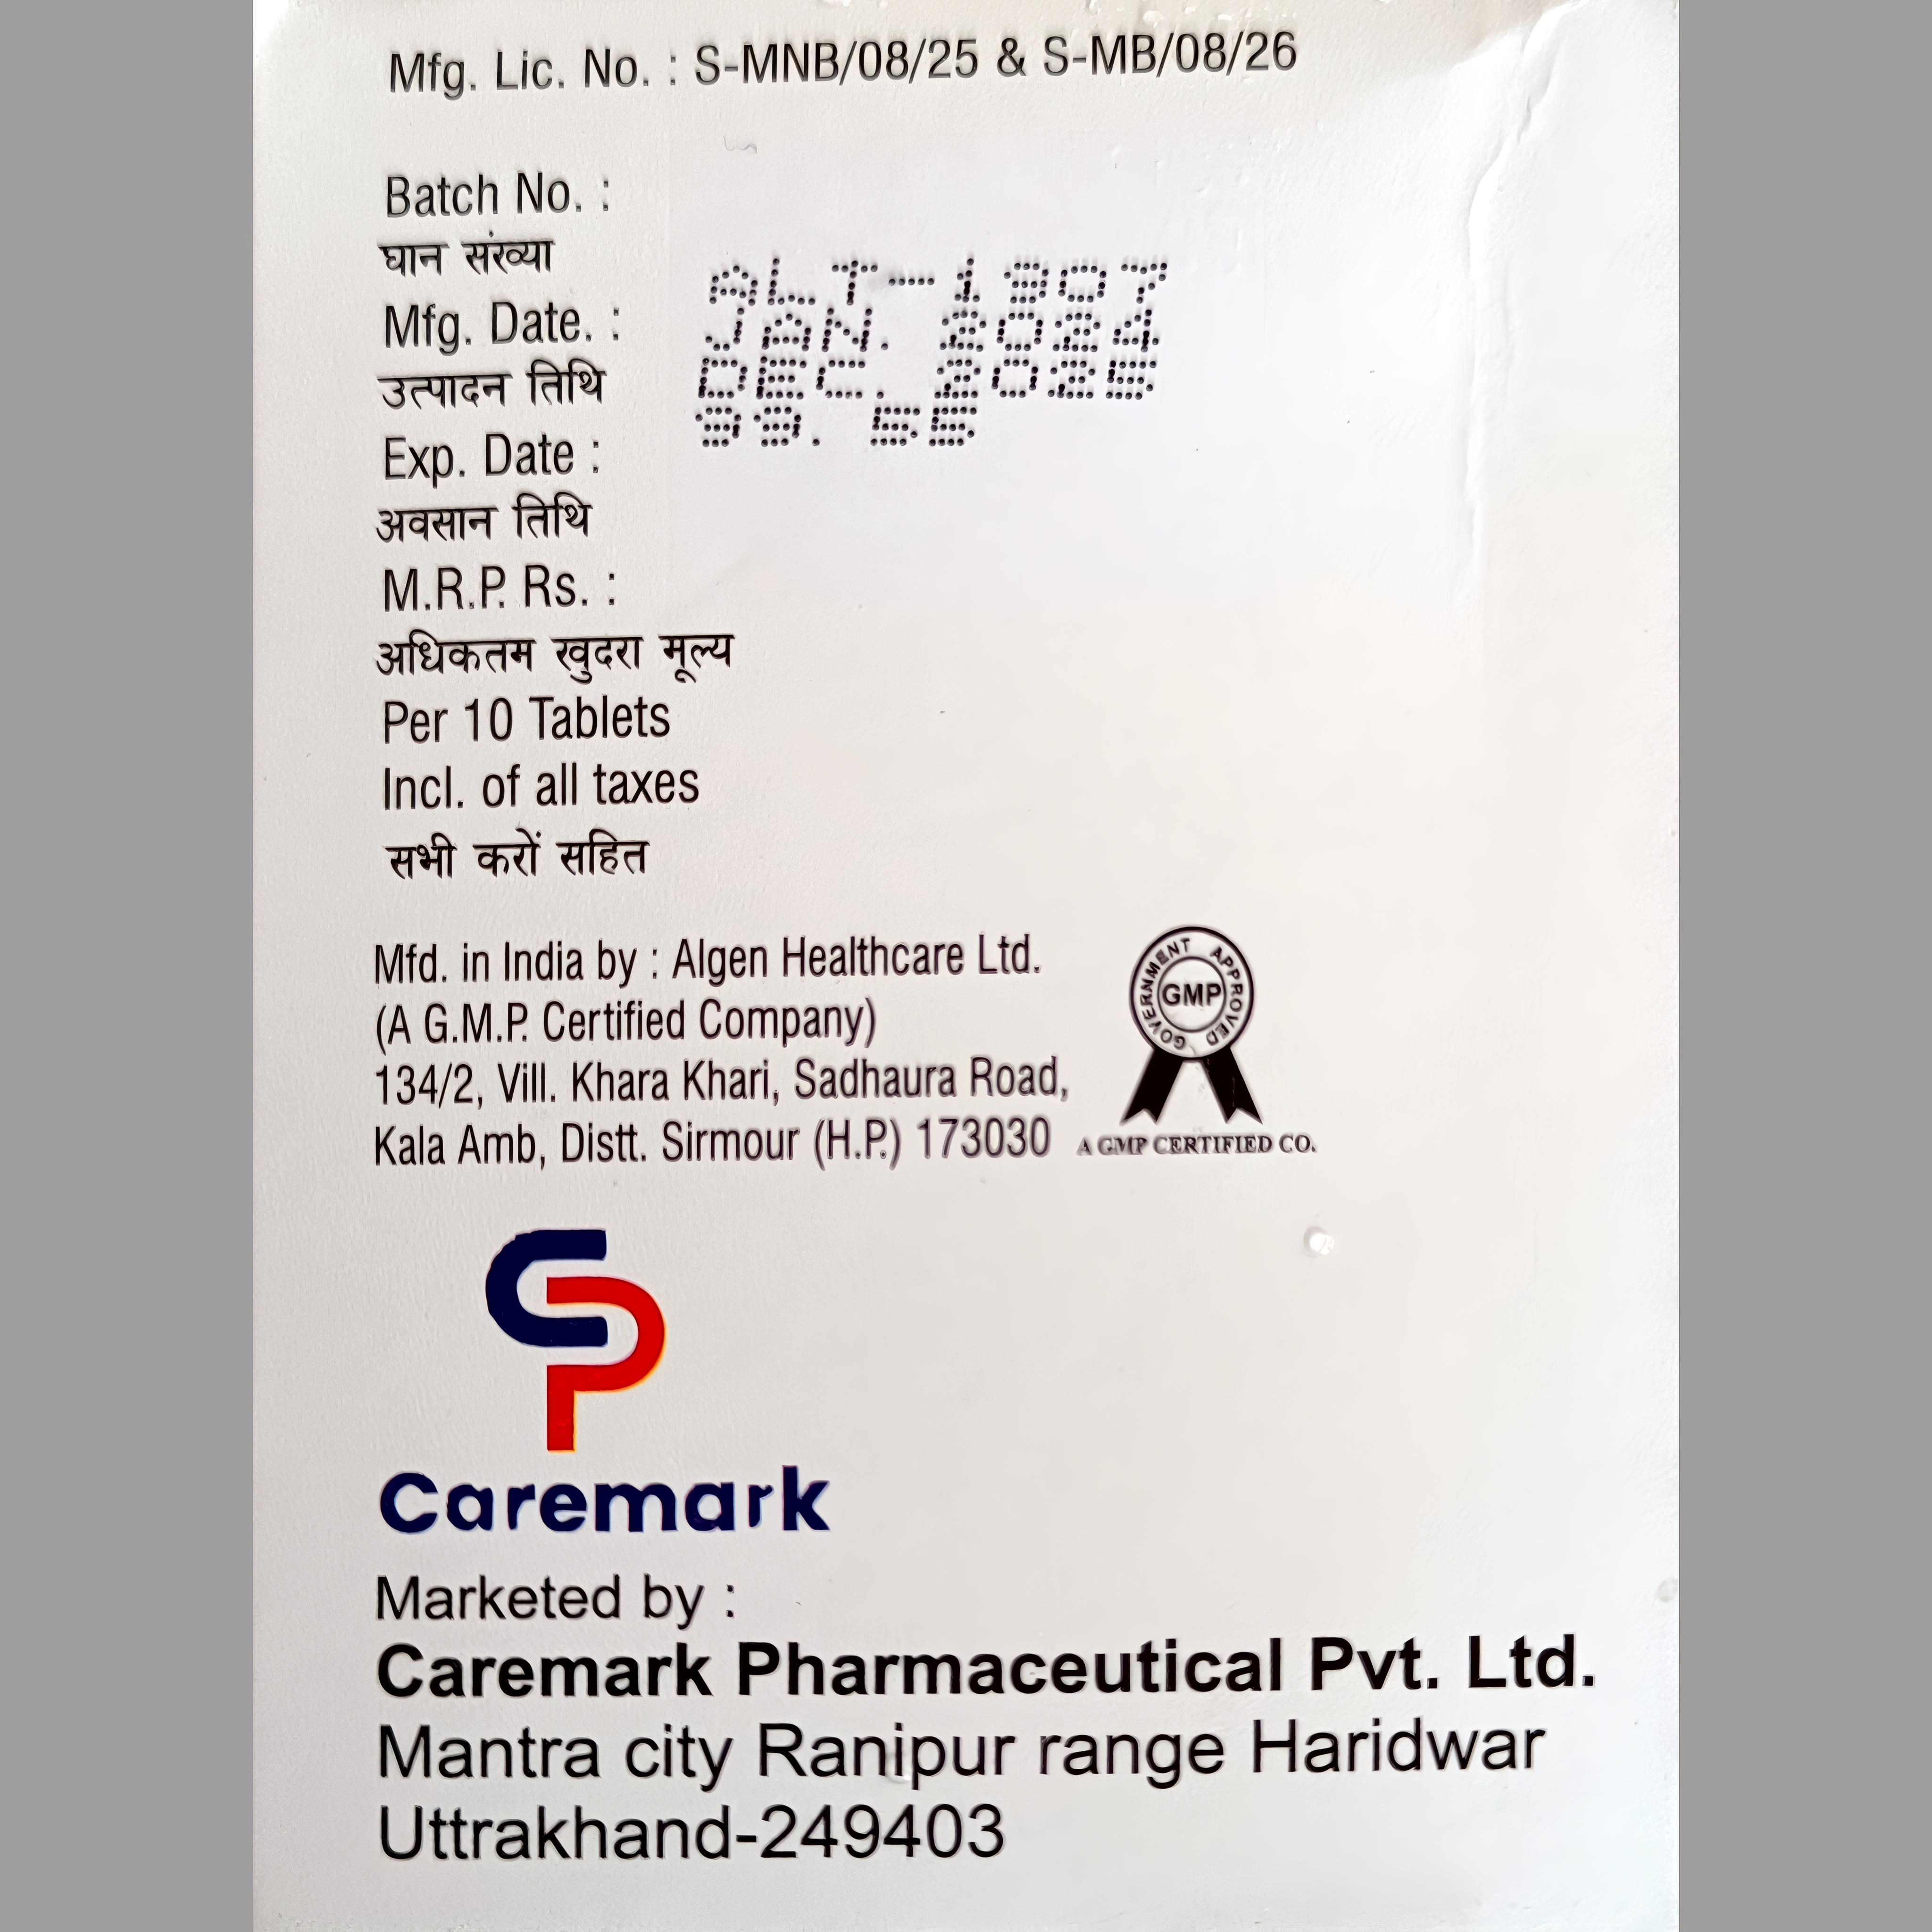 Mfg. Lic. No. : S-MNB/08/25 & S-MB/08/26
Batch No. :
घान संख्या
Mfg. Date. :
उत्पादन तिथि
Exp. Date :
अवसान तिथि
M.R.P. Rs. :
अधिकतम खुदरा मूल्य
Per 10 Tablets
Incl. of all taxes
सभी करों सहित
ALT-1907
JAN. 2024
DEC. 2025
Mfd. in India by : Algen Healthcare Ltd.
(A G.M.P. Certified Company)
134/2, Vill. Khara Khari, Sadhaura Road,
Kala Amb, Distt. Sirmour (H.P.) 173030
GOVERNMENT APPROVED
GMP
A GMP CERTIFIED CO.
CP
Caremark
Marketed by :
Caremark Pharmaceutical Pvt. Ltd.
Mantra city Ranipur range Haridwar
Uttrakhand-249403